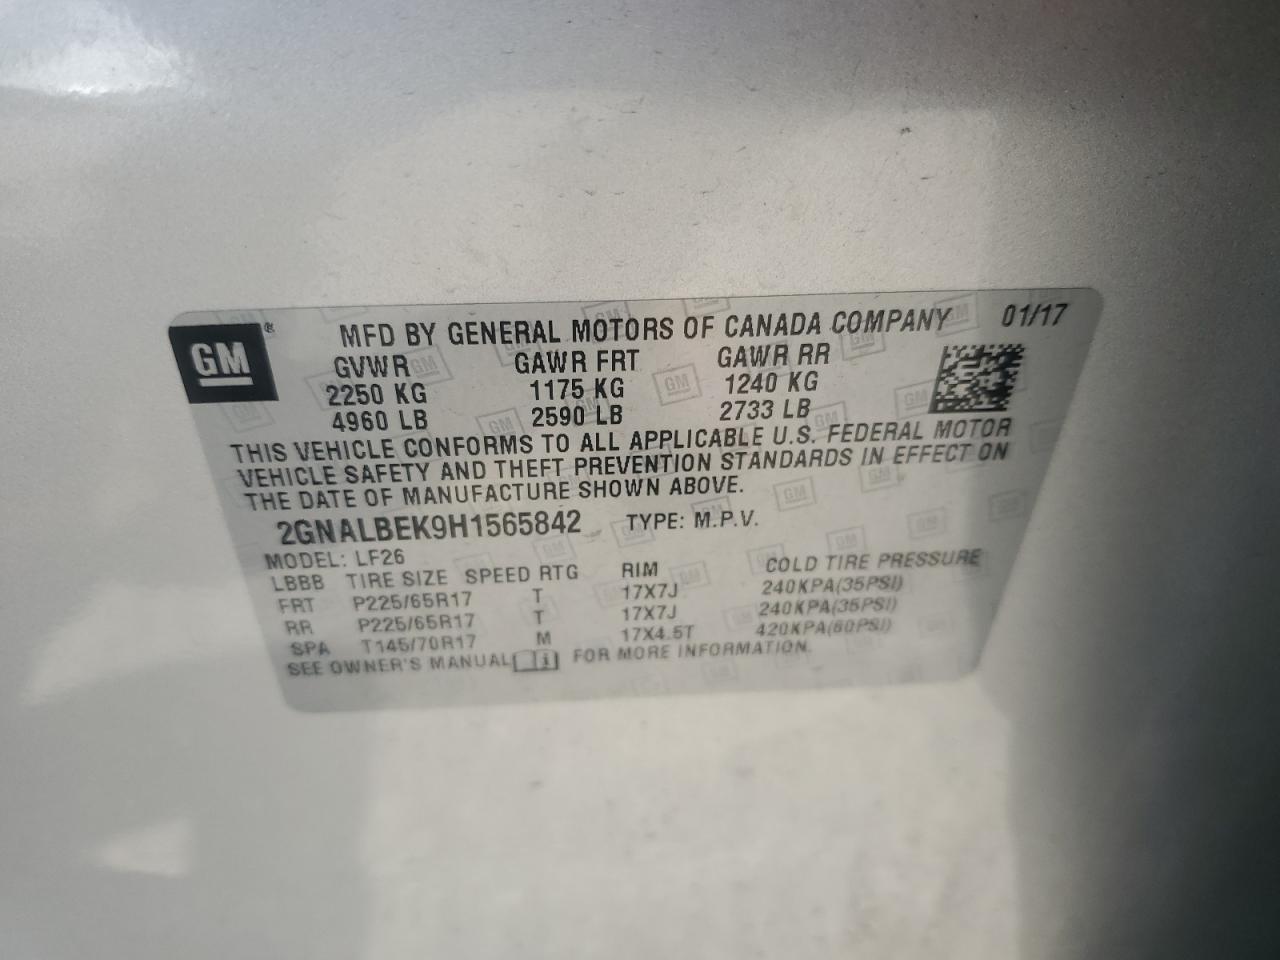 GM ® MFD BY GENERAL MOTORS OF CANADA COMPANY 01/17
GVWR GAWR FRT GAWR RR
2250 KG 1175 KG 1240 KG
4960 LB 2590 LB 2733 LB
THIS VEHICLE CONFORMS TO ALL APPLICABLE U.S. FEDERAL MOTOR
VEHICLE SAFETY AND THEFT PREVENTION STANDARDS IN EFFECT ON
THE DATE OF MANUFACTURE SHOWN ABOVE.
2GNALBEK9H1565842 TYPE: M.P.V.
MODEL: LF26
LBBB TIRE SIZE SPEED RTG RIM COLD TIRE PRESSURE
FRT P225/65R17 T 17X7J 240KPA(35PSI)
RR P225/65R17 T 17X7J 240KPA(35PSI)
SPA T145/70R17 M 17X4.5T 420KPA(60PSI)
SEE OWNER'S MANUAL FOR MORE INFORMATION.